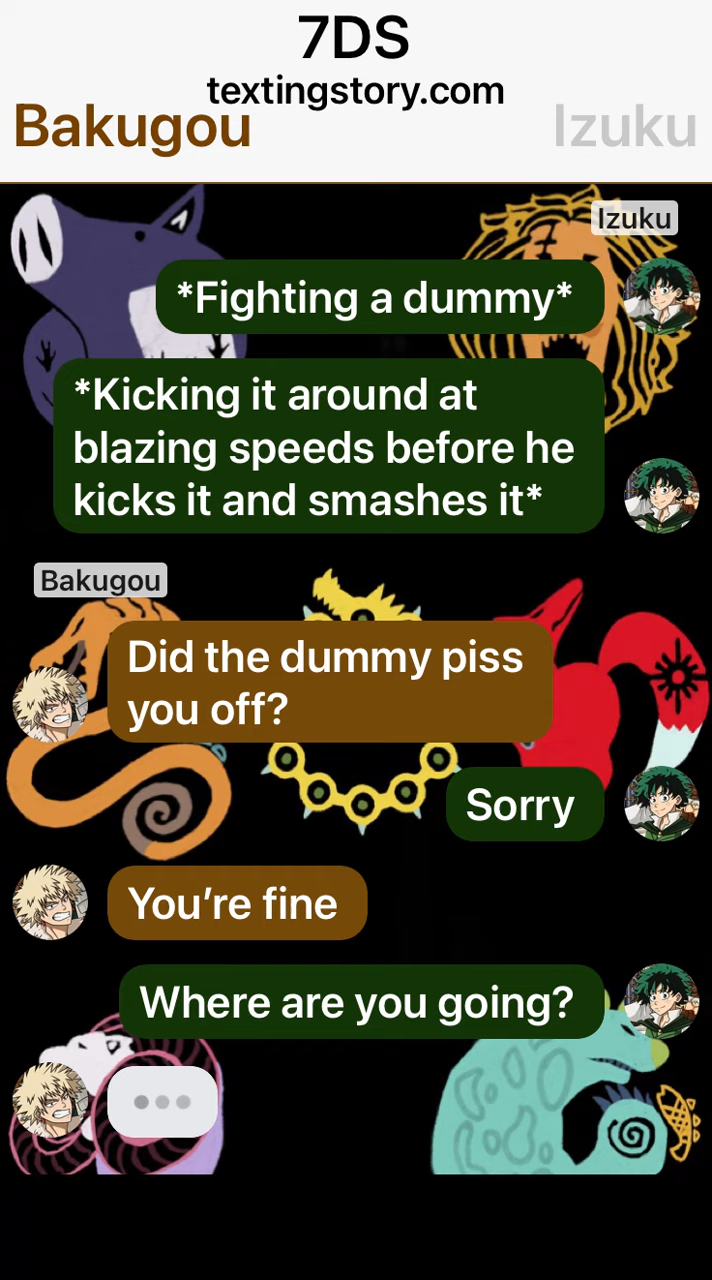 7DS
textingstory.com
Bakugou
Izuku
Izuku
*Fighting a dummy*
*Kicking it around at
blazing speeds before he
kicks it and smashes it*
Bakugou
Did the dummy piss
you off?
Sorry
You’re fine
Where are you going?